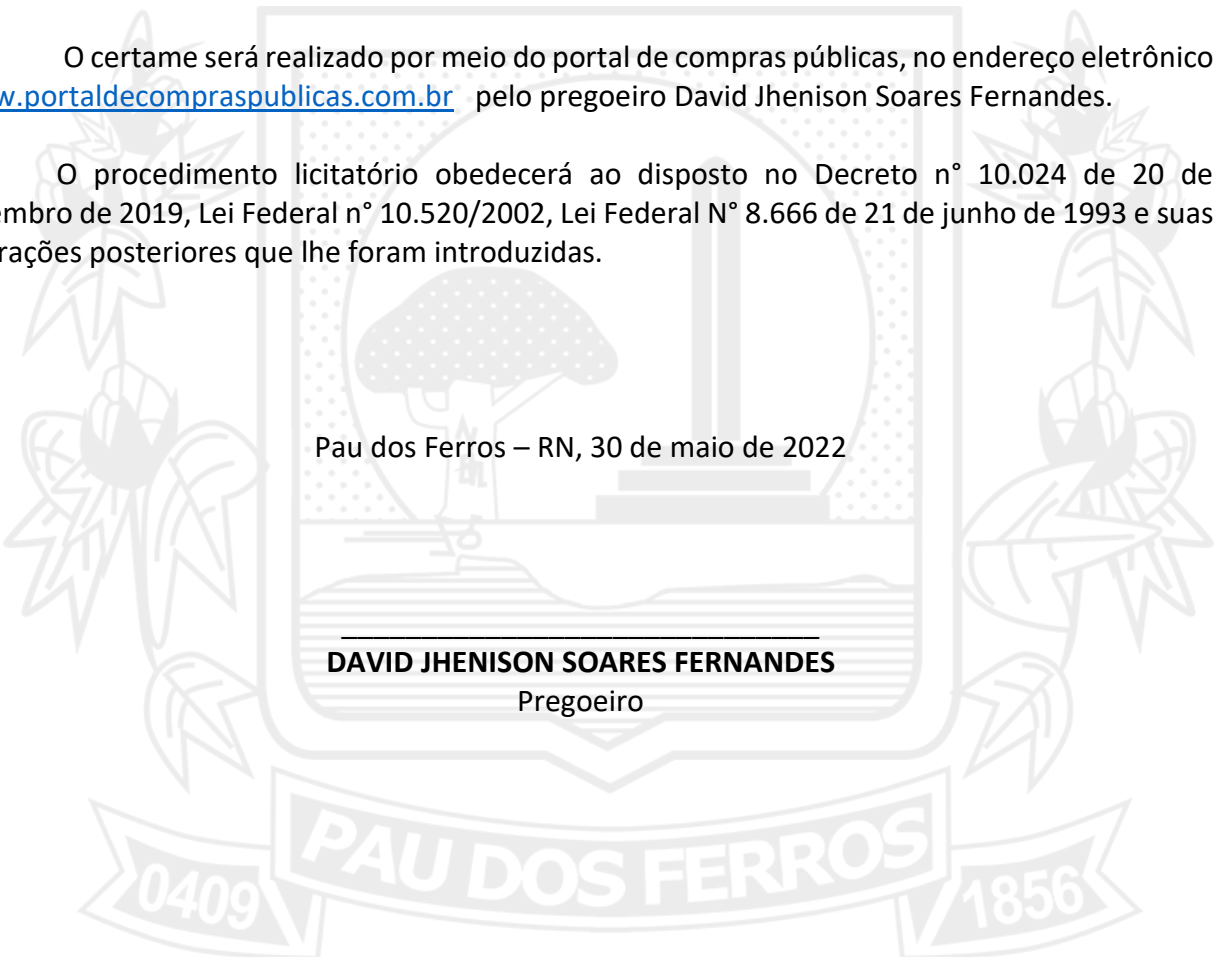 O certame será realizado por meio do portal de compras públicas, no endereço eletrônico
w.portaldecompraspublicas.com.br pelo pregoeiro David Jhenison Soares Fernandes.
O procedimento licitatório obedecerá ao disposto no Decreto n° 10.024 de 20 de
embro de 2019, Lei Federal n° 10.520/2002, Lei Federal N° 8.666 de 21 de junho de 1993 e suas
rações posteriores que lhe foram introduzidas.
Pau dos Ferros – RN, 30 de maio de 2022
DAVID JHENISON SOARES FERNANDES
Pregoeiro
PAU DOS FERROS
0409
1856